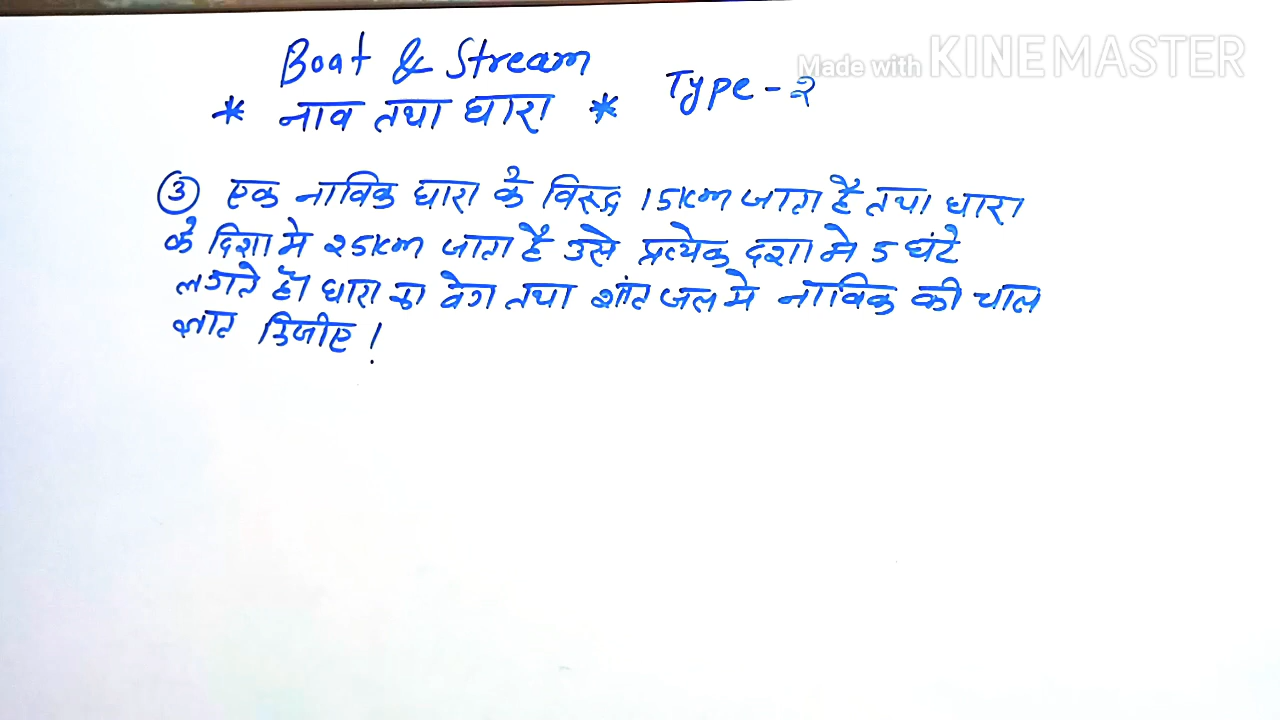 Boat & Stream
Made with KINEMASTER
* नाव तथा धारा * Type-2
③ एक नाविक धारा के विरुद्ध 15km जाता है तथा धारा
के दिशा मे 25km जाता है उसे प्रत्येक दशा मे 5 घंटे
लगते है। धारा का वेग तथा शांत जल मे नाविक की चाल
ज्ञात किजीए !